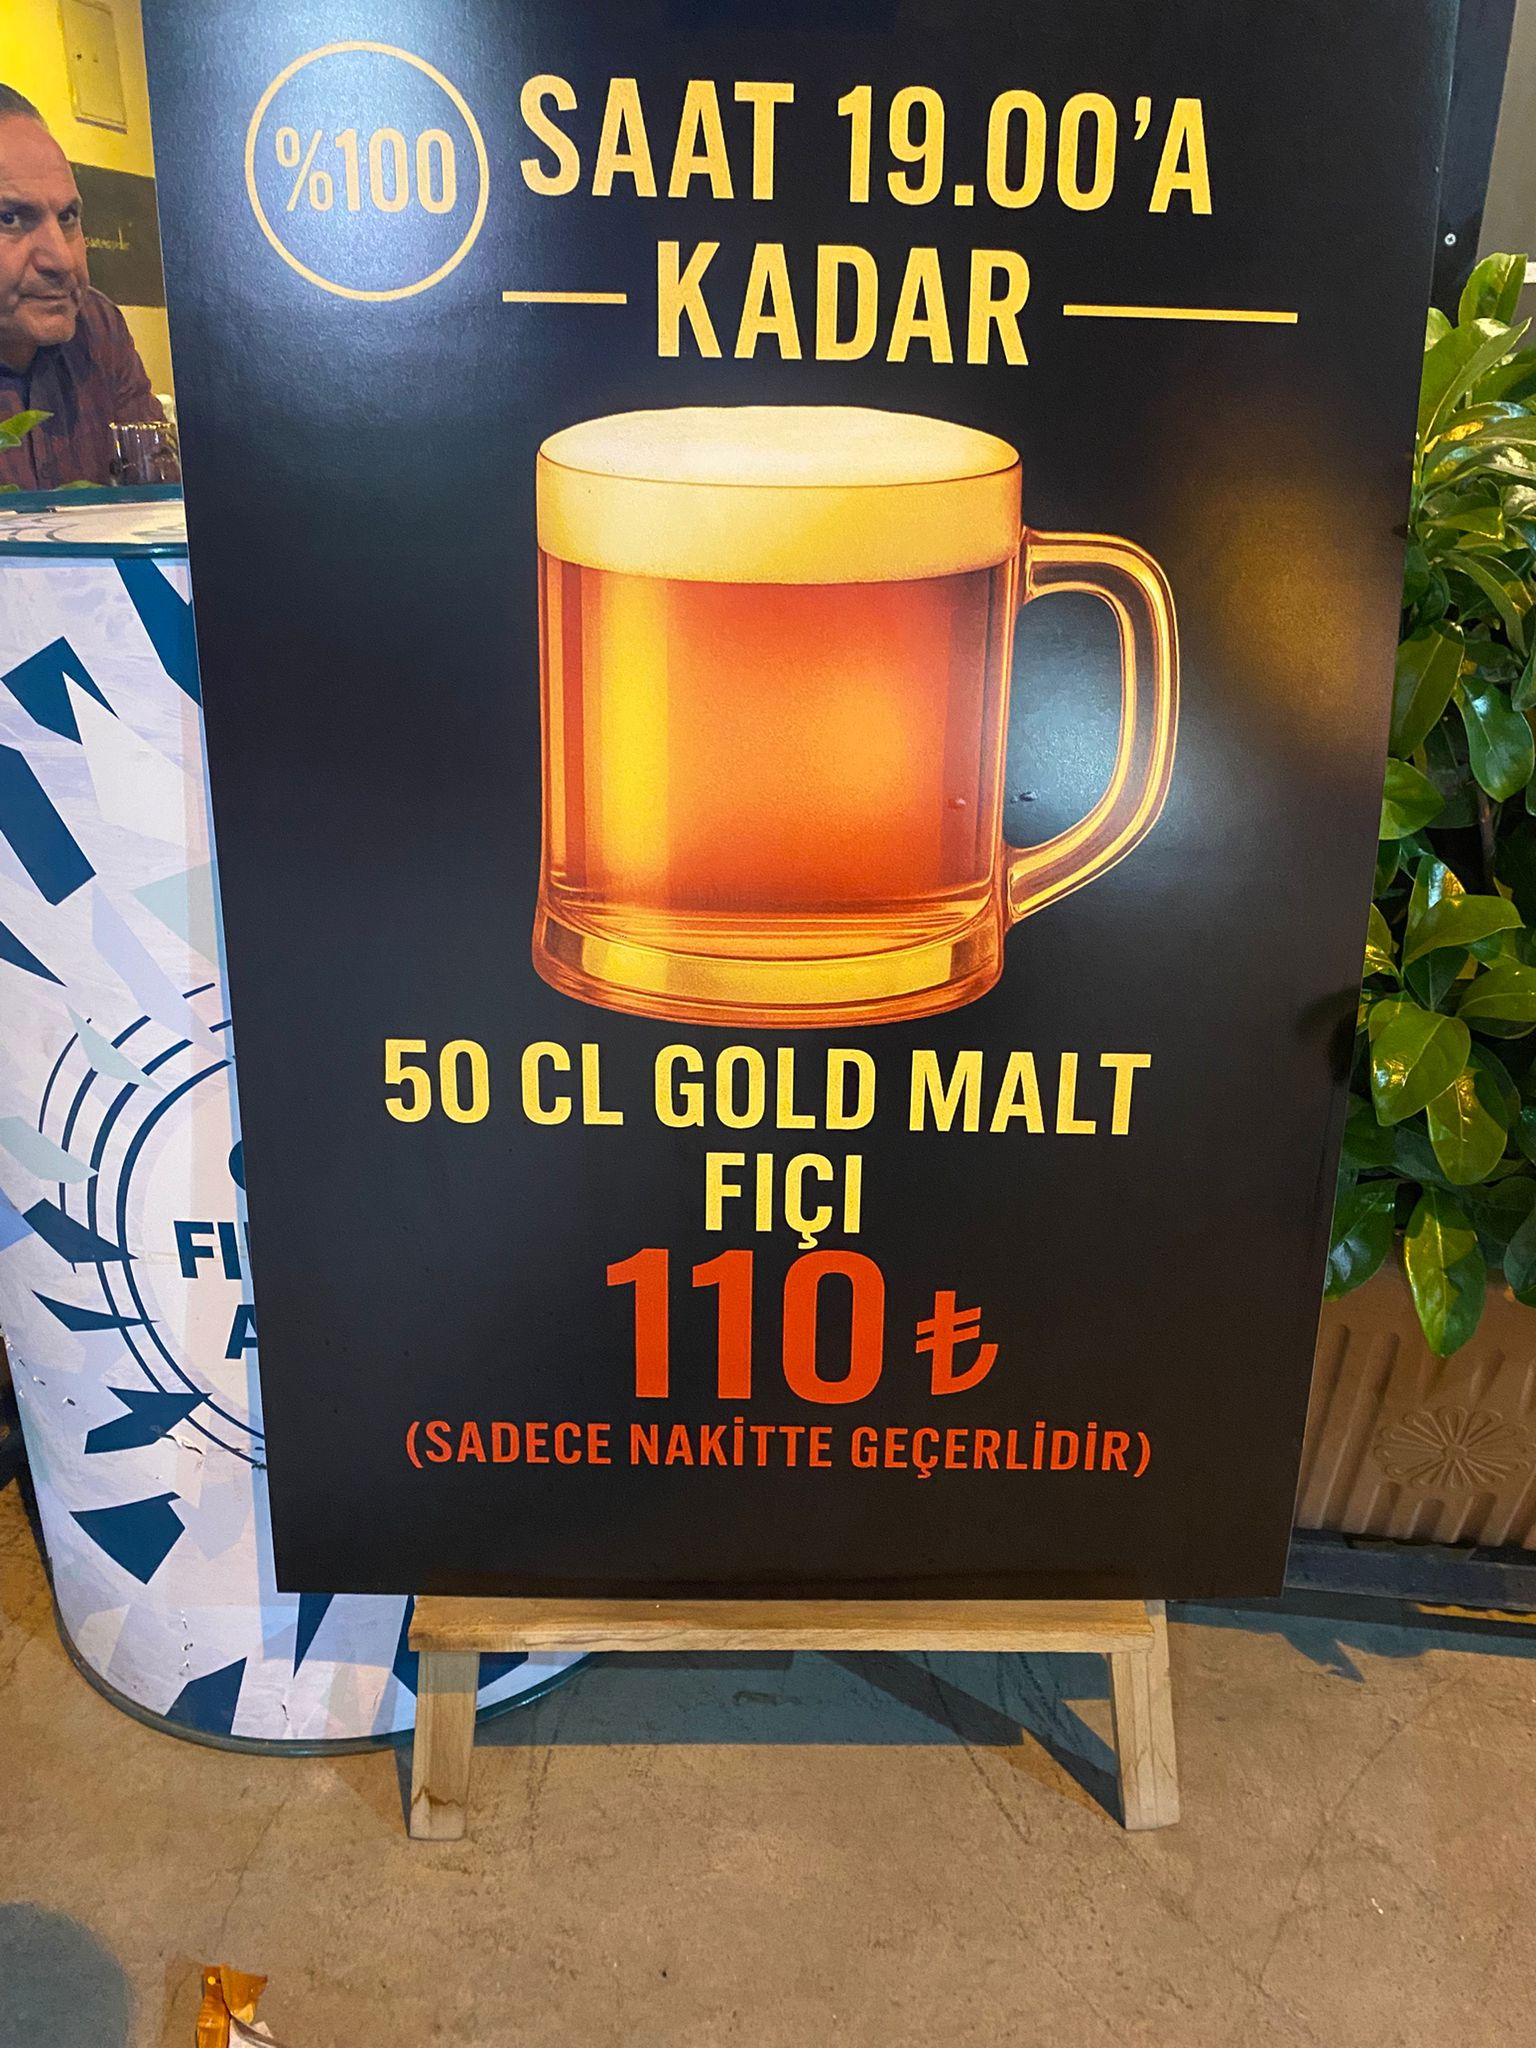 %100
SAAT 19.00'A
KADAR
50 CL GOLD MALT
FIÇI
110 ₺
(SADECE NAKİTTE GEÇERLİDİR)